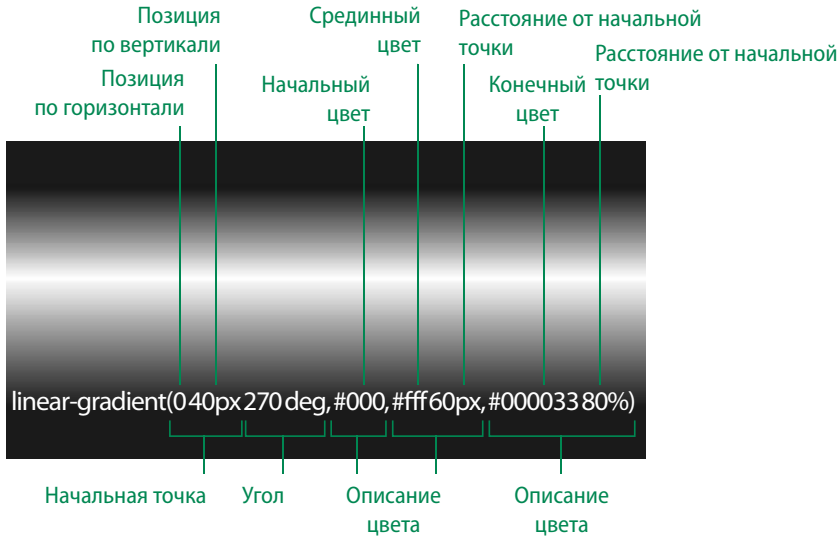 Позиция
по вертикали
Позиция
по горизонтали
Начальный
цвет
Срединный
цвет
Расстояние от начальной
точки
Конечный
цвет
Расстояние от начальной
точки
linear-gradient(0 40px 270 deg, #000, #fff 60px, #000033 80%)
Начальная точка
Угол
Описание
цвета
Описание
цвета